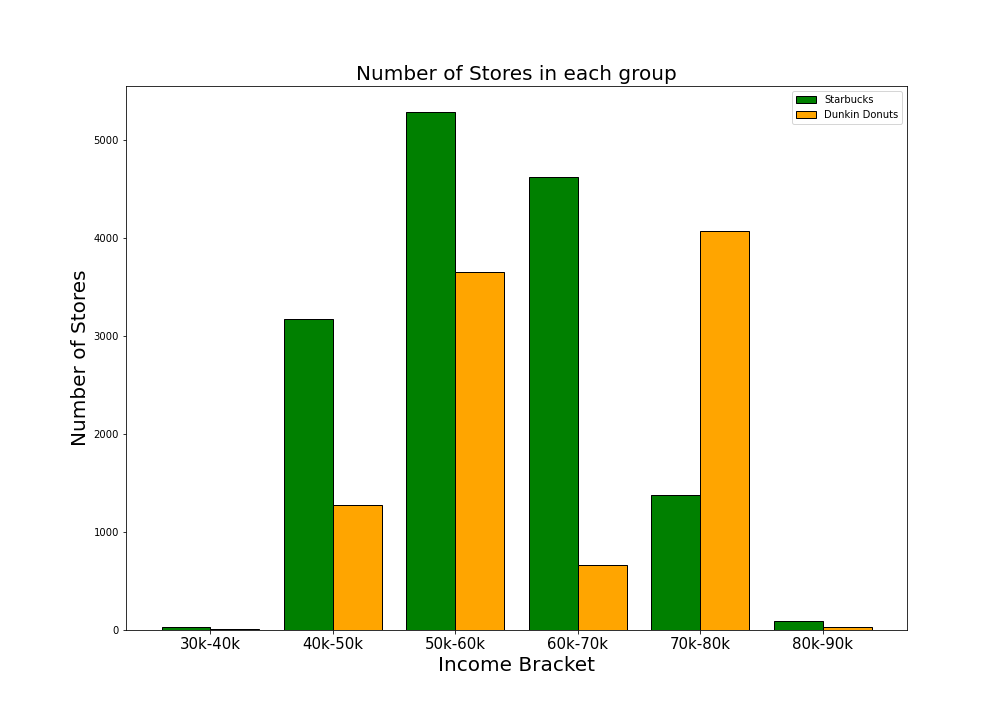 Number of Stores in each group
Starbucks
Dunkin Donuts
5000
4000
3000
2000
1000
0
Number of Stores
30k-40k 40k-50k 50k-60k 60k-70k 70k-80k 80k-90k
Income Bracket